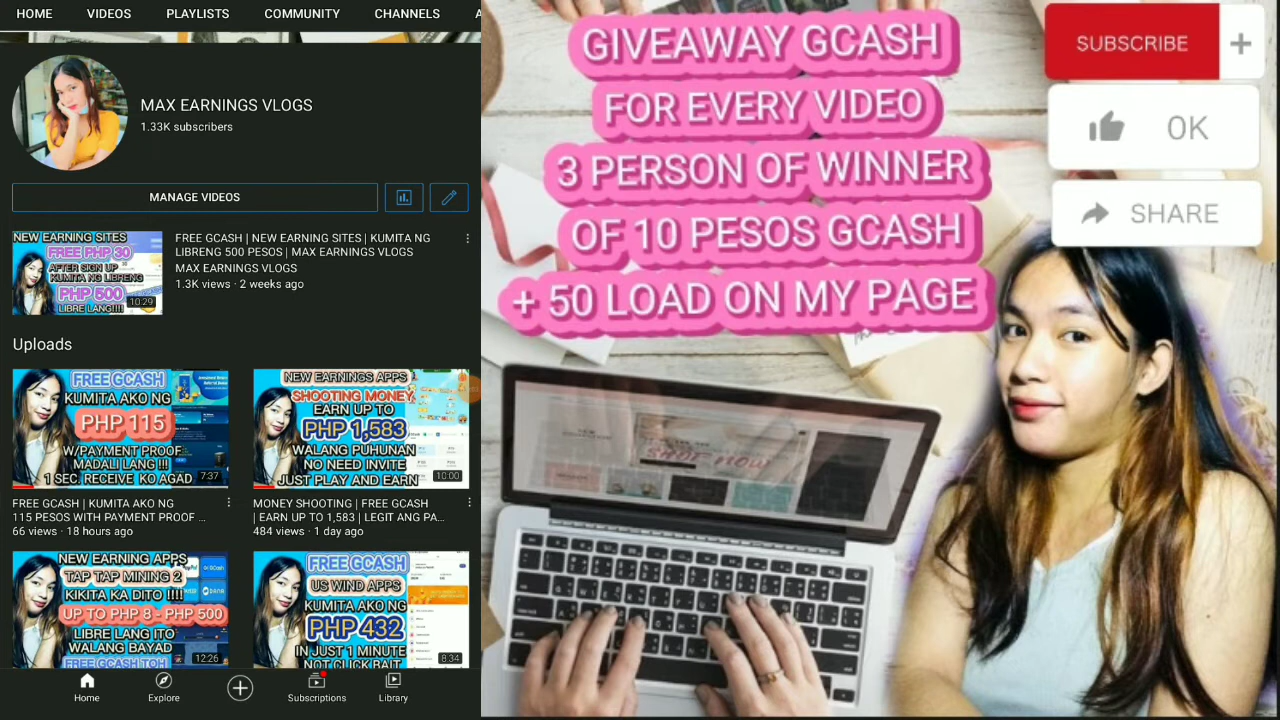 HOME VIDEOS PLAYLISTS COMMUNITY CHANNELS
MAX EARNINGS VLOGS
1.33K subscribers
MANAGE VIDEOS
NEW EARNING SITES
FREE PHP 30
AFTER SIGN UP
KUMITA NG LIBRENG
PHP 500
LIBRE LANG!!!!
10:29
FREE GCASH | NEW EARNING SITES | KUMITA NG
LIBRENG 500 PESOS | MAX EARNINGS VLOGS
MAX EARNINGS VLOGS
1.3K views · 2 weeks ago
Uploads
FREE GCASH
KUMITA AKO NG
PHP 115
W/PAYMENT PROOF
MADALI LANG !!!
1 SEC. RECEIVE KO AGAD
7:37
FREE GCASH | KUMITA AKO NG
115 PESOS WITH PAYMENT PROOF ...
66 views · 18 hours ago
NEW EARNINGS APPS
SHOOTING MONEY
EARN UP TO
PHP 1,583
WALANG PUHUNAN
NO NEED INVITE
JUST PLAY AND EARN
10:00
MONEY SHOOTING | FREE GCASH
| EARN UP TO 1,583 | LEGIT ANG PA...
484 views · 1 day ago
NEW EARNING APPS
TAP TAP MINING 2
KIKITA KA DITO !!!!
UP TO PHP 8 - PHP 500
LIBRE LANG ITO
WALANG BAYAD
FREE GCASH TOH
12:26
FREE GCASH
US WIND APPS
KUMITA AKO NG
PHP 432
IN JUST 1 MINUTE
NOT CLICK BAIT
8:34
Home Explore Subscriptions Library
GIVEAWAY GCASH
FOR EVERY VIDEO
3 PERSON OF WINNER
OF 10 PESOS GCASH
+ 50 LOAD ON MY PAGE
SUBSCRIBE +
0K
SHARE